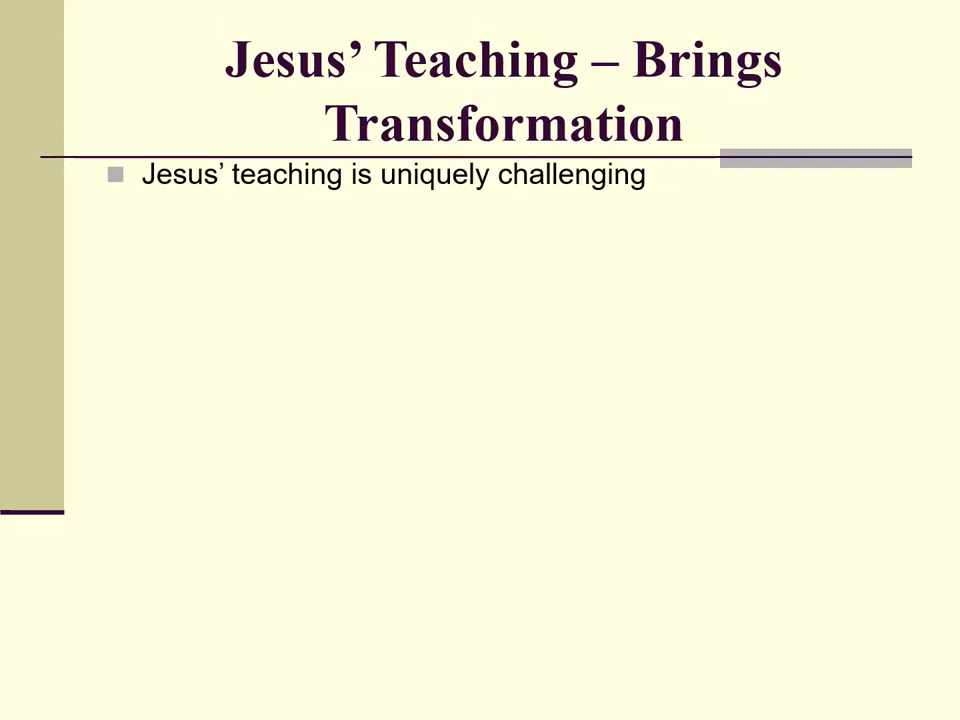 Jesus’ Teaching – Brings
Transformation
Jesus’ teaching is uniquely challenging